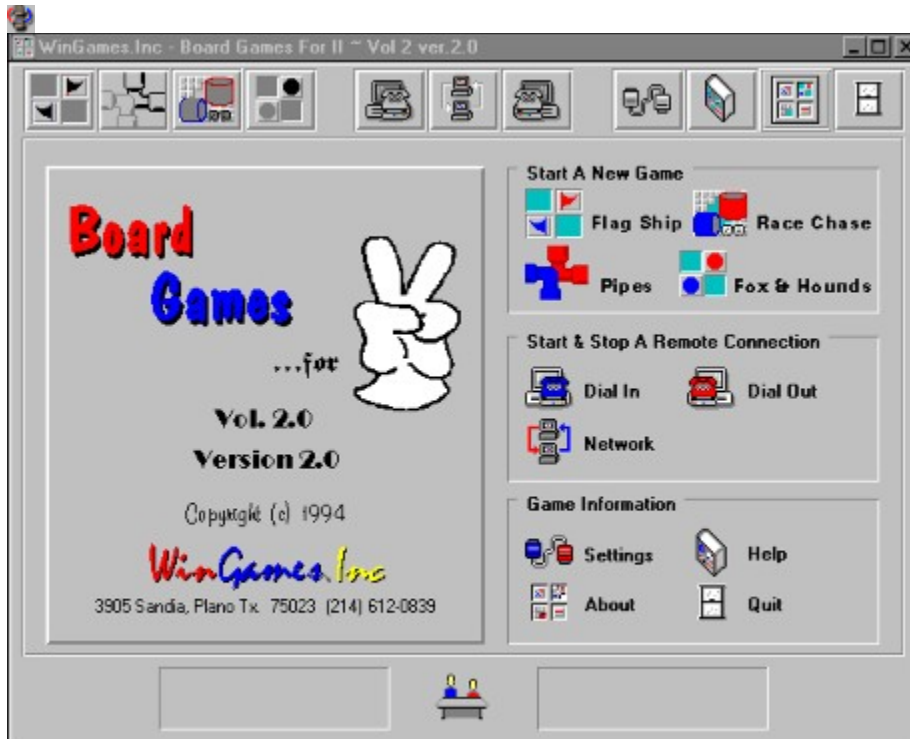 WinGames.Inc - Board Games For II ~ Vol 2 ver.2.0
Board
Games
...for
Vol. 2.0
Version 2.0
Copyright (c) 1994
WinGames.Inc
3905 Sandia, Plano Tx. 75023 (214) 612-0839
Start A New Game
Flag Ship
Race Chase
Pipes
Fox & Hounds
Start & Stop A Remote Connection
Dial In
Dial Out
Network
Game Information
Settings
Help
About
Quit